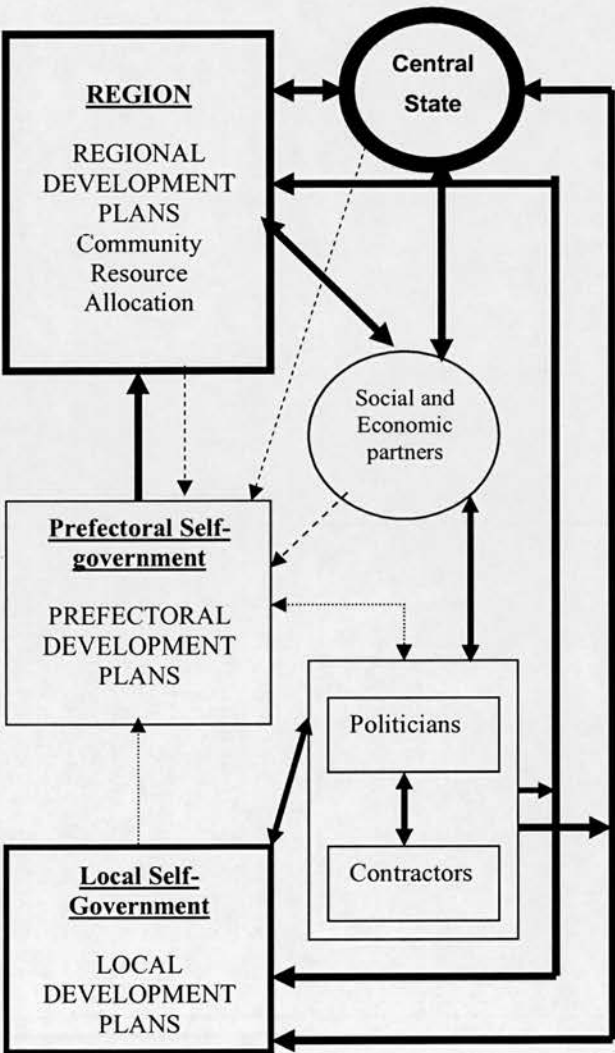 REGION
REGIONAL
DEVELOPMENT
PLANS
Community
Resource
Allocation
Central
State
Social and
Economic
partners
Prefectoral Self-
government
PREFECTORAL
DEVELOPMENT
PLANS
Politicians
Contractors
Local Self-
Government
LOCAL
DEVELOPMENT
PLANS